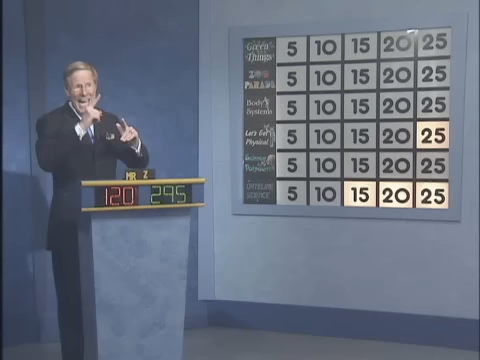 Green Things 5 10 15 20 25
ZOO PARADE 5 10 15 20 25
Body Systems 5 10 15 20 25
Let's Get Physical 5 10 15 20 25
5 10 15 20 25
DATELINE SCIENCE 5 10 15 20 25
MR Z
120 295